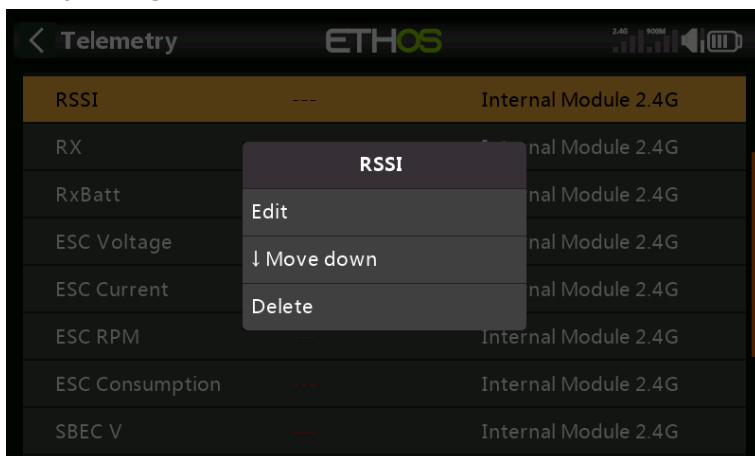 Telemetry
ETHOS
2.4G 900M
RSSI --- Internal Module 2.4G
RX nal Module 2.4G
RxBatt nal Module 2.4G
ESC Voltage nal Module 2.4G
ESC Current nal Module 2.4G
ESC RPM --- Internal Module 2.4G
ESC Consumption --- Internal Module 2.4G
SBEC V --- Internal Module 2.4G
RSSI
Edit
↓ Move down
Delete